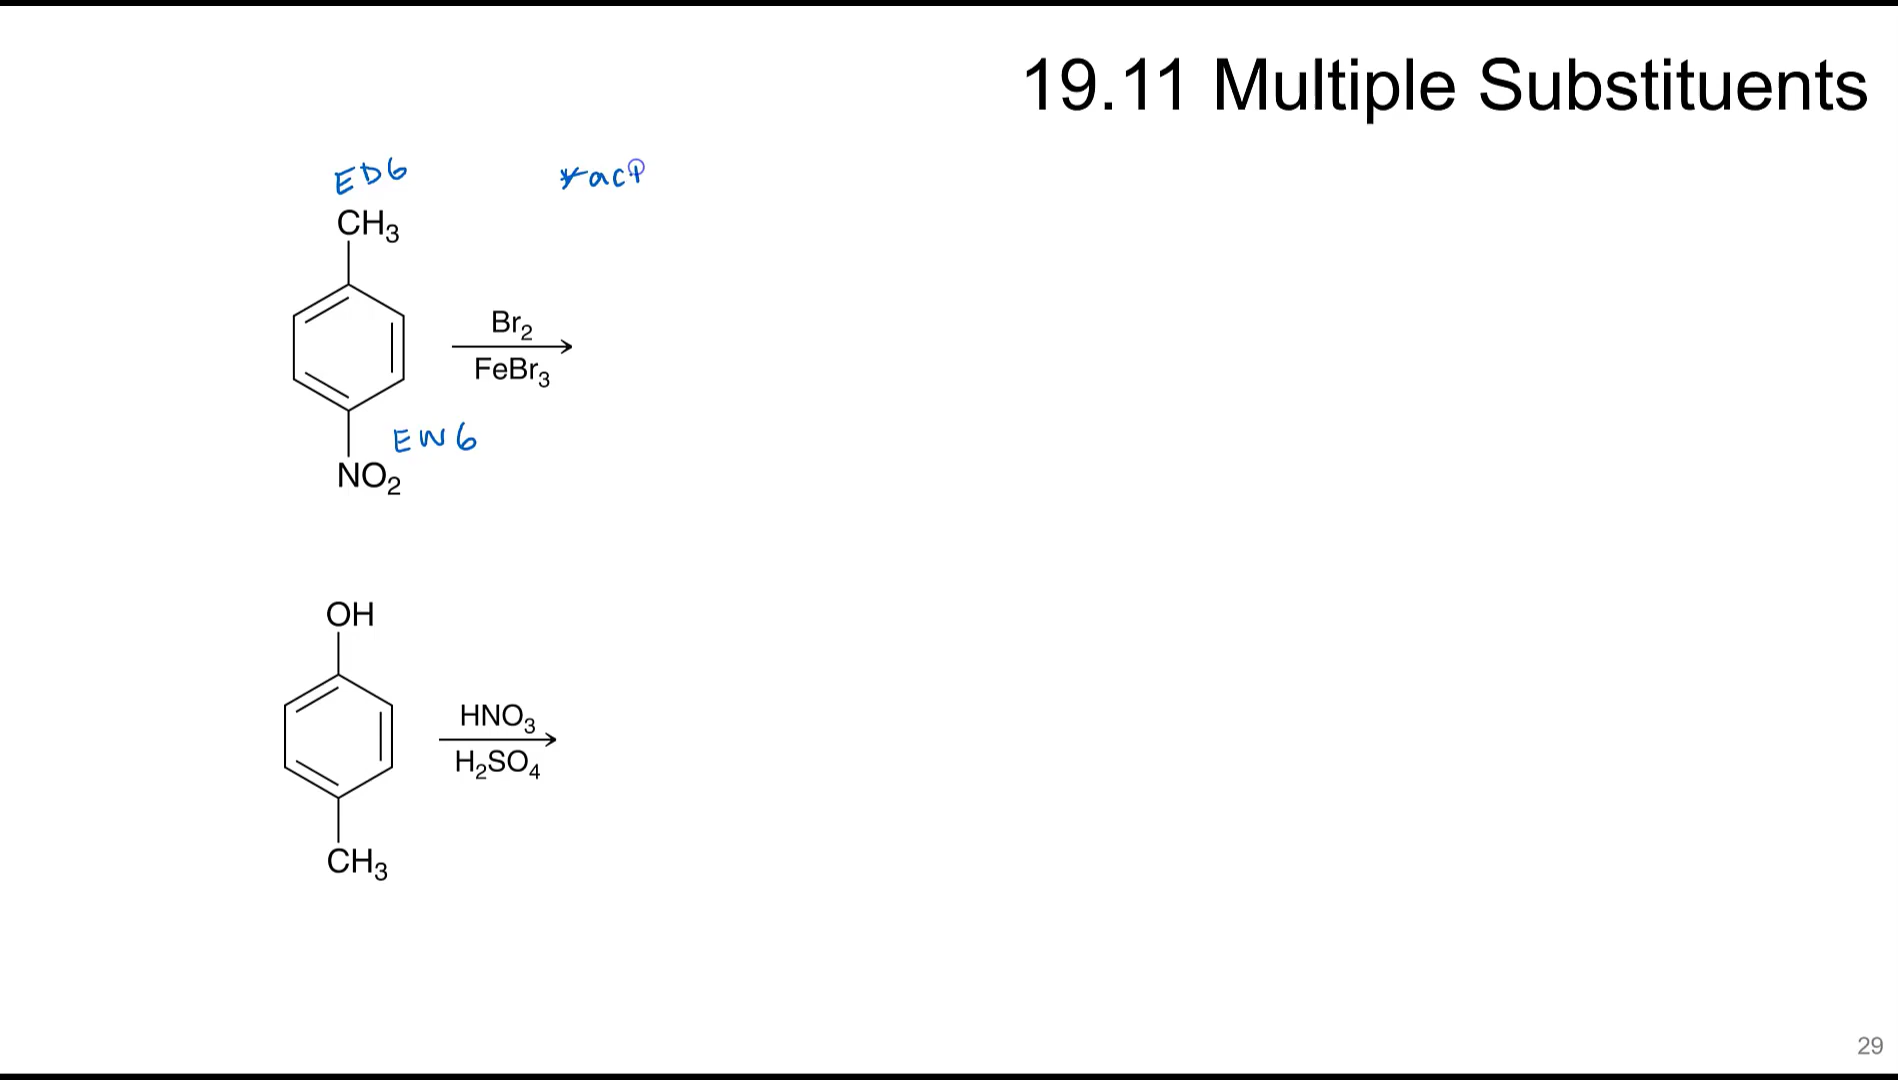 19.11 Multiple Substituents
EDG
CH3
Br2
FeBr3
EWG
NO2
OH
HNO3
H2SO4
CH3
29